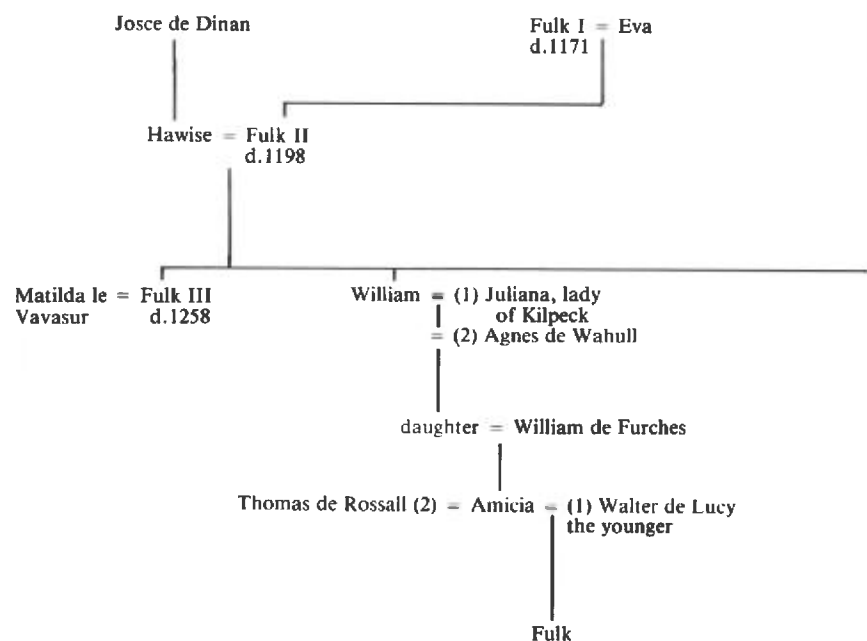 Josce de Dinan
Fulk I = Eva
d.1171
Hawise = Fulk II
d.1198
Matilda le = Fulk III
Vavasur d.1258
William = (1) Juliana, lady
of Kilpeck
= (2) Agnes de Wahull
daughter = William de Furches
Thomas de Rossall (2) = Amicia = (1) Walter de Lucy
the younger
Fulk